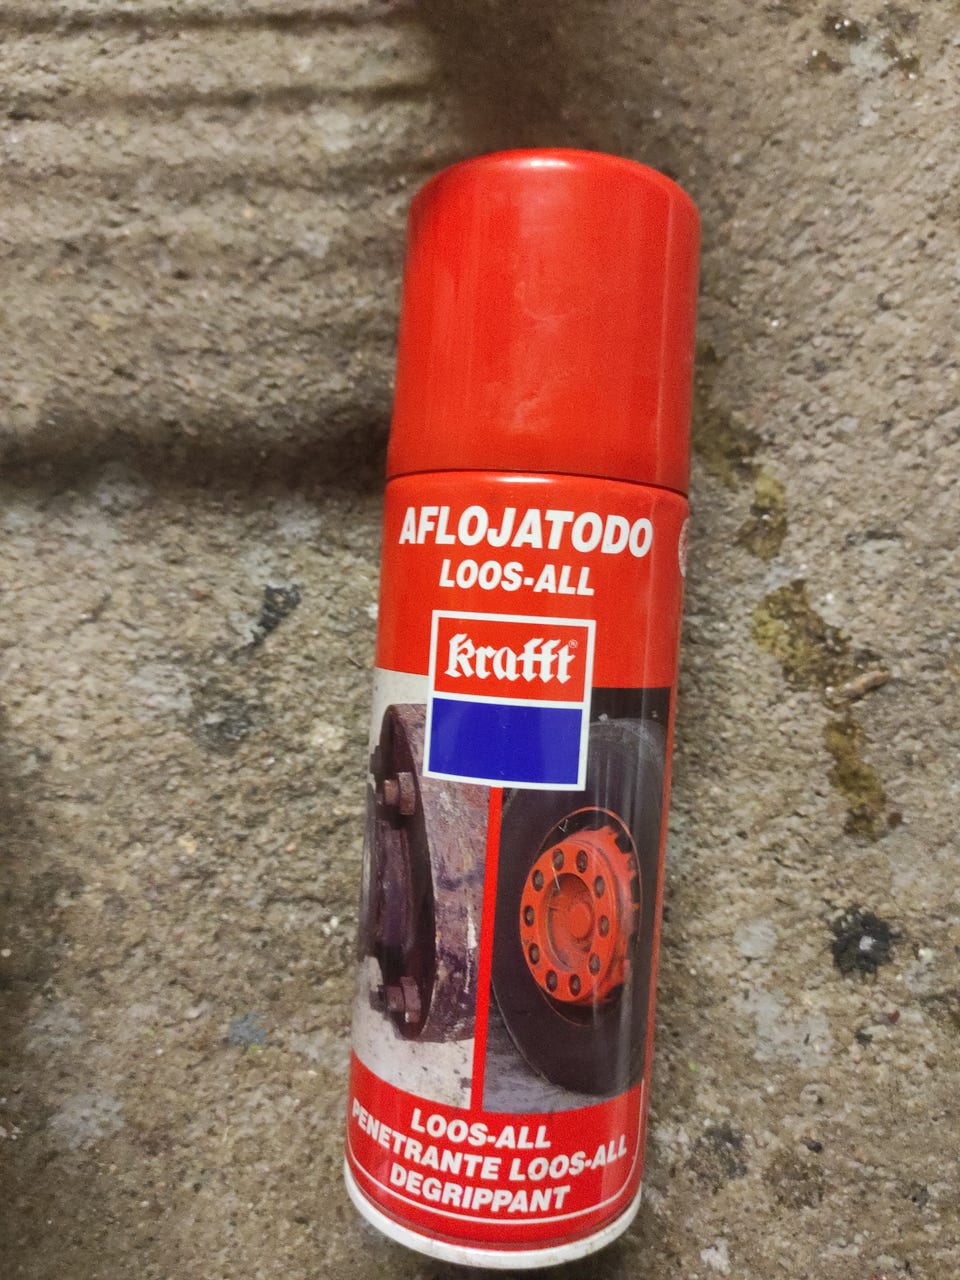 AFLOJATODO
LOOS-ALL
krafft®
LOOS-ALL
PENETRANTE LOOS-ALL
DEGRIPPANT